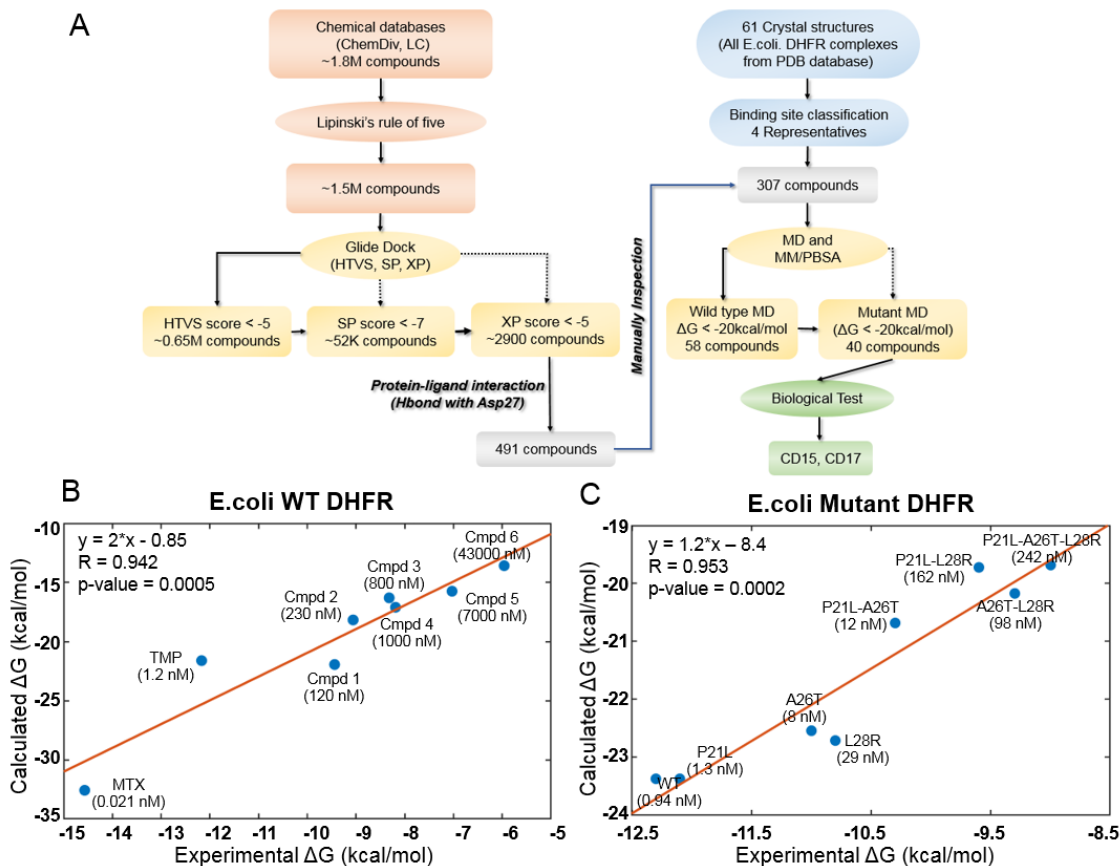 A
Chemical databases
(ChemDiv, LC)
~1.8M compounds
Lipinski's rule of five
~1.5M compounds
Glide Dock
(HTVS, SP, XP)
HTVS score < -5
~0.65M compounds
SP score < -7
~52K compounds
XP score < -5
~2900 compounds
Protein-ligand interaction
(Hbond with Asp27)
491 compounds
Manually Inspection
61 Crystal structures
(All E.coli. DHFR complexes
from PDB database)
Binding site classification
4 Representatives
307 compounds
MD and
MM/PBSA
Wild type MD
ΔG < -20kcal/mol
58 compounds
Mutant MD
(ΔG < -20kcal/mol)
40 compounds
Biological Test
CD15, CD17
B
E.coli WT DHFR
y = 2*x - 0.85
R = 0.942
p-value = 0.0005
Cmpd 6
(43000 nM)
Cmpd 3
(800 nM)
Cmpd 2
(230 nM)
Cmpd 4
(1000 nM)
Cmpd 5
(7000 nM)
TMP
(1.2 nM)
Cmpd 1
(120 nM)
MTX
(0.021 nM)
Calculated ΔG (kcal/mol)
-10
-15
-20
-25
-30
-35
-15 -14 -13 -12 -11 -10 -9 -8 -7 -6 -5
Experimental ΔG (kcal/mol)
C
E.coli Mutant DHFR
y = 1.2*x – 8.4
R = 0.953
p-value = 0.0002
P21L-A26T-L28R
(242 nM)
P21L-L28R
(162 nM)
A26T-L28R
(98 nM)
P21L-A26T
(12 nM)
A26T
(8 nM)
L28R
(29 nM)
P21L
(1.3 nM)
WT
(0.94 nM)
Calculated ΔG (kcal/mol)
-19
-20
-21
-22
-23
-24
-12.5 -11.5 -10.5 -9.5 -8.5
Experimental ΔG (kcal/mol)